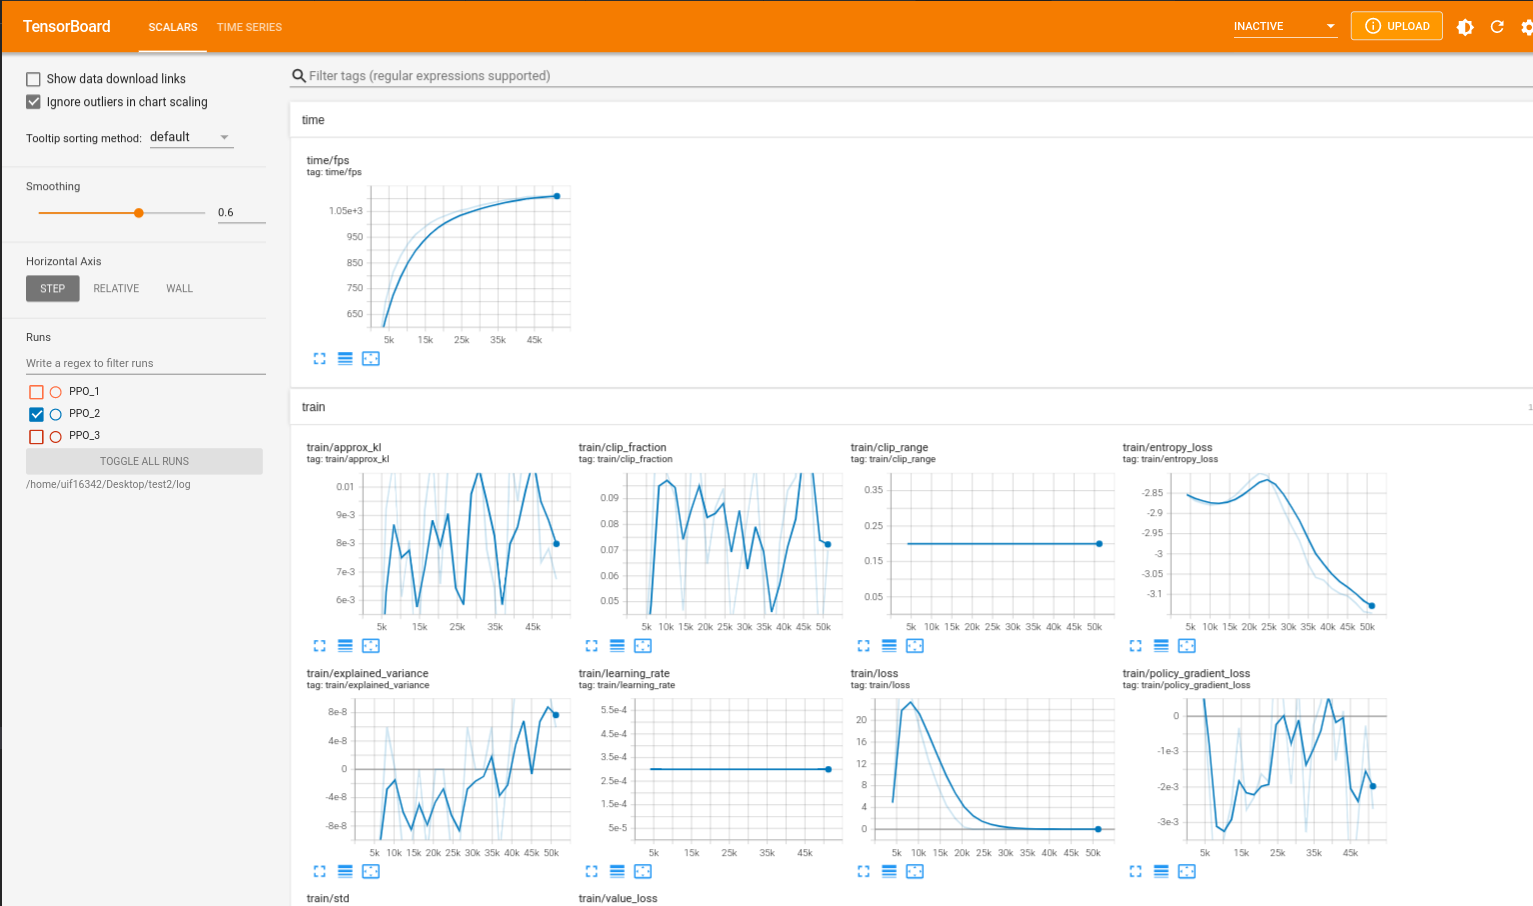 TensorBoard SCALARS TIME SERIES INACTIVE UPLOAD
Show data download links
Ignore outliers in chart scaling
Tooltip sorting method: default
Smoothing
0.6
Horizontal Axis
STEP RELATIVE WALL
Runs
Write a regex to filter runs
PPO_1
PPO_2
PPO_3
TOGGLE ALL RUNS
/home/uif16342/Desktop/test2/log
Filter tags (regular expressions supported)
time
time/fps
tag: time/fps
1.05e+3
950
850
750
650
5k 15k 25k 35k 45k
train
train/approx_kl
tag: train/approx_kl
0.01
9e-3
8e-3
7e-3
6e-3
5k 15k 25k 35k 45k
train/clip_fraction
tag: train/clip_fraction
0.09
0.08
0.07
0.06
0.05
5k 10k 15k 20k 25k 30k 35k 40k 45k 50k
train/clip_range
tag: train/clip_range
0.35
0.25
0.15
0.05
5k 10k 15k 20k 25k 30k 35k 40k 45k 50k
train/entropy_loss
tag: train/entropy_loss
-2.85
-2.9
-2.95
-3
-3.05
-3.1
5k 10k 15k 20k 25k 30k 35k 40k 45k 50k
train/explained_variance
tag: train/explained_variance
8e-8
4e-8
0
-4e-8
-8e-8
5k 10k 15k 20k 25k 30k 35k 40k 45k 50k
train/learning_rate
tag: train/learning_rate
5.5e-4
4.5e-4
3.5e-4
2.5e-4
1.5e-4
5e-5
5k 15k 25k 35k 45k
train/loss
tag: train/loss
20
16
12
8
4
0
5k 10k 15k 20k 25k 30k 35k 40k 45k 50k
train/policy_gradient_loss
tag: train/policy_gradient_loss
0
-1e-3
-2e-3
-3e-3
5k 15k 25k 35k 45k
train/std
train/value_loss